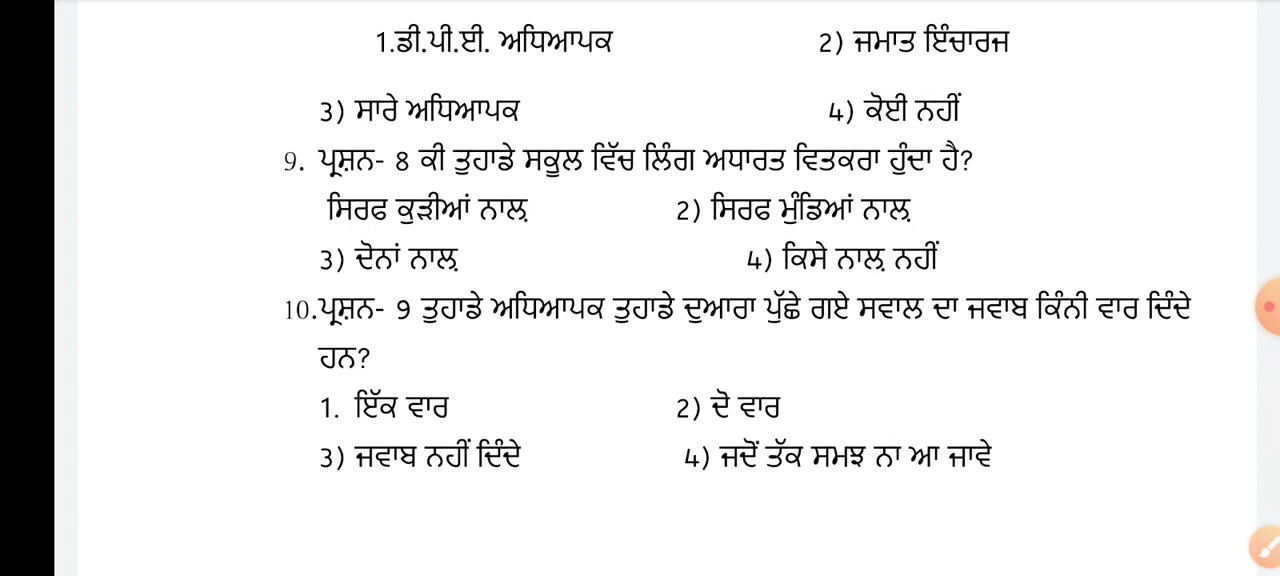 1.ਡੀ.ਪੀ.ਈ. ਅਧਿਆਪਕ 2) ਜਮਾਤ ਇੰਚਾਰਜ
3) ਸਾਰੇ ਅਧਿਆਪਕ 4) ਕੋਈ ਨਹੀਂ
9. ਪ੍ਰਸ਼ਨ- 8 ਕੀ ਤੁਹਾਡੇ ਸਕੂਲ ਵਿੱਚ ਲਿੰਗ ਅਧਾਰਤ ਵਿਤਕਰਾ ਹੁੰਦਾ ਹੈ?
ਸਿਰਫ ਕੁੜੀਆਂ ਨਾਲ਼ 2) ਸਿਰਫ ਮੁੰਡਿਆਂ ਨਾਲ਼
3) ਦੋਨਾਂ ਨਾਲ਼ 4) ਕਿਸੇ ਨਾਲ਼ ਨਹੀਂ
10.ਪ੍ਰਸ਼ਨ- 9 ਤੁਹਾਡੇ ਅਧਿਆਪਕ ਤੁਹਾਡੇ ਦੁਆਰਾ ਪੁੱਛੇ ਗਏ ਸਵਾਲ ਦਾ ਜਵਾਬ ਕਿੰਨੀ ਵਾਰ ਦਿੰਦੇ
ਹਨ?
1. ਇੱਕ ਵਾਰ 2) ਦੋ ਵਾਰ
3) ਜਵਾਬ ਨਹੀਂ ਦਿੰਦੇ 4) ਜਦੋਂ ਤੱਕ ਸਮਝ ਨਾ ਆ ਜਾਵੇ